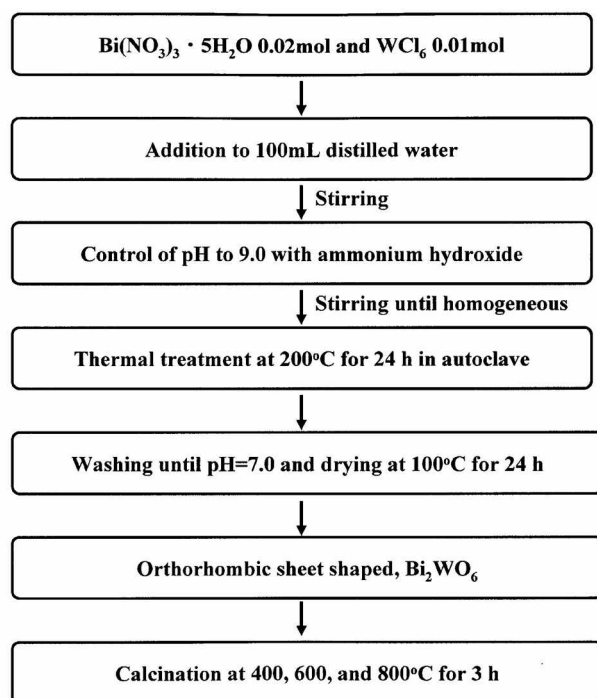 Bi(NO₃)₃ · 5H₂O 0.02mol and WCl₆ 0.01mol
Addition to 100mL distilled water
Stirring
Control of pH to 9.0 with ammonium hydroxide
Stirring until homogeneous
Thermal treatment at 200°C for 24 h in autoclave
Washing until pH=7.0 and drying at 100°C for 24 h
Orthorhombic sheet shaped, Bi₂WO₆
Calcination at 400, 600, and 800°C for 3 h